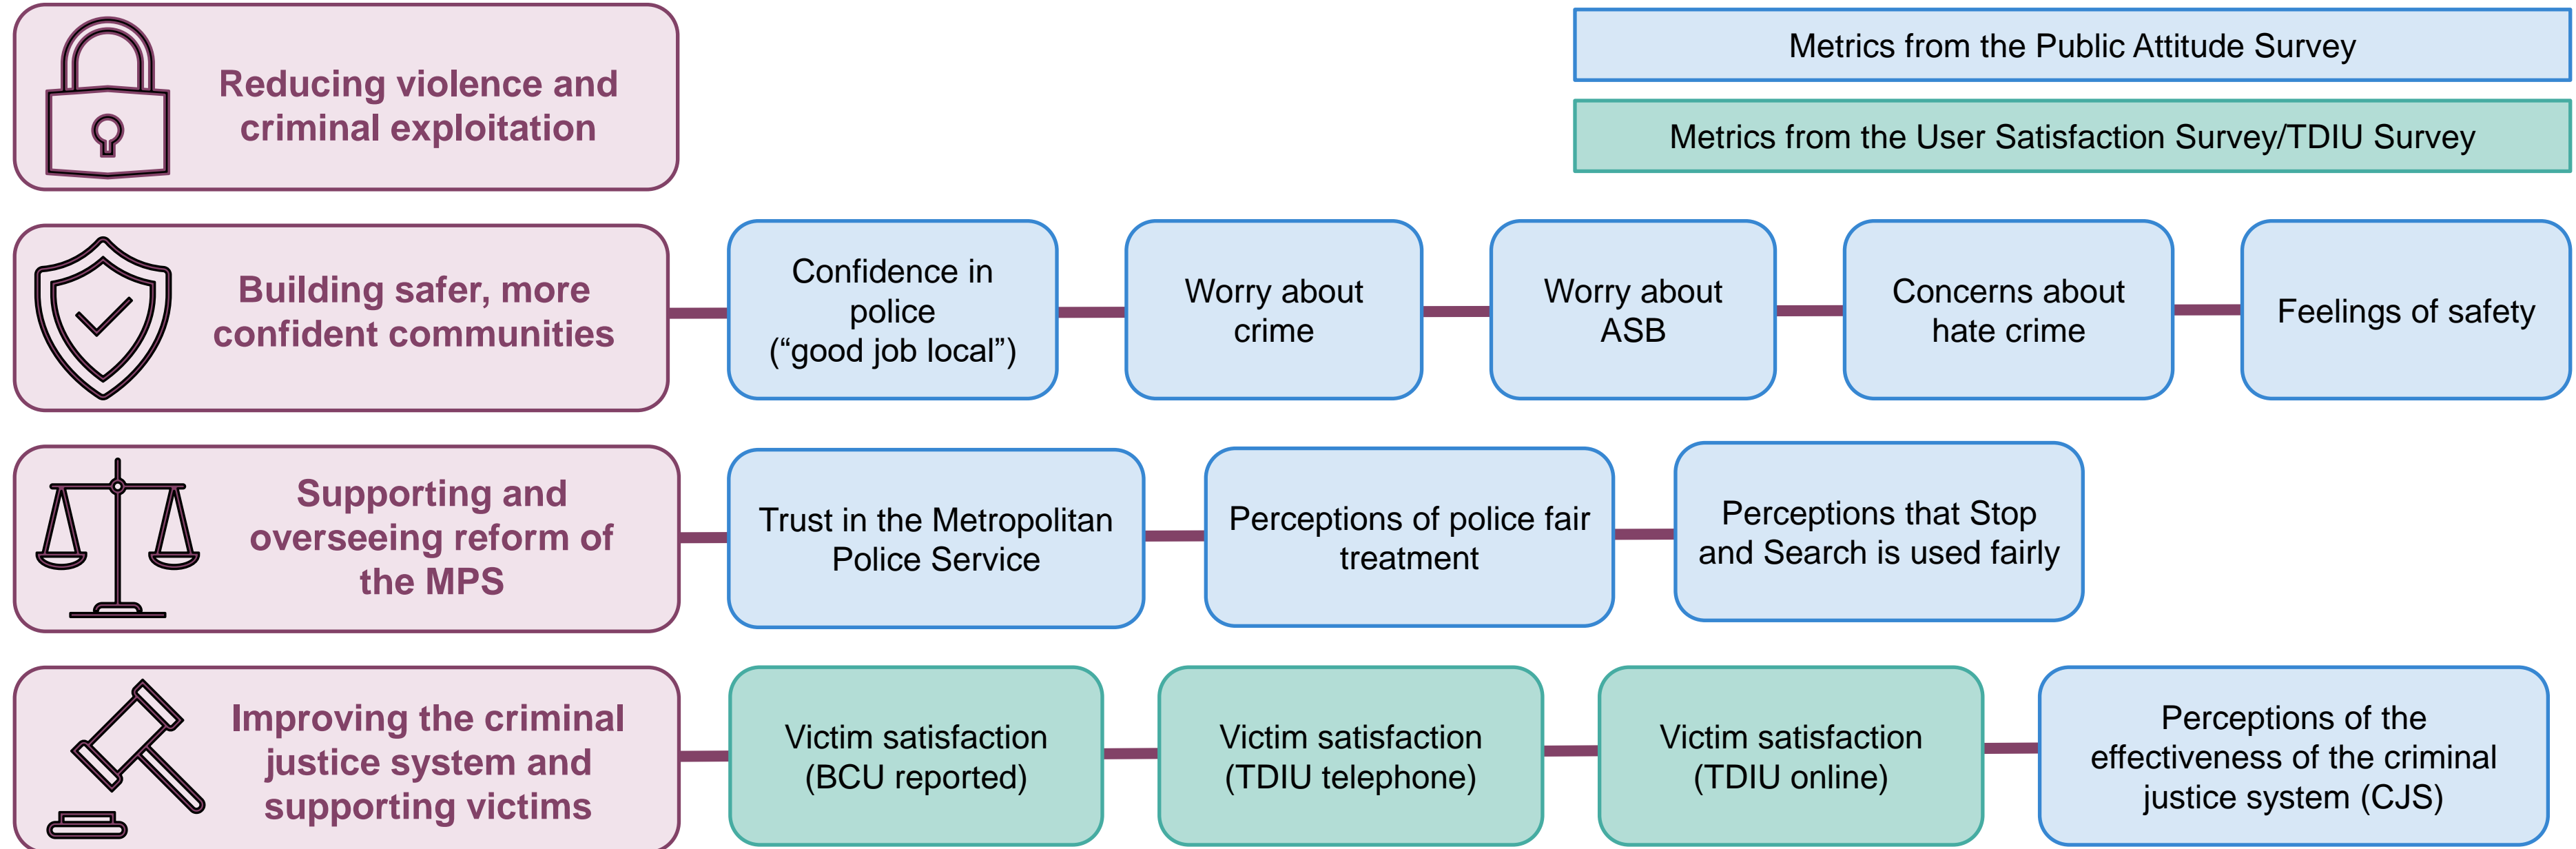 Reducing violence and
criminal exploitation
Metrics from the Public Attitude Survey
Metrics from the User Satisfaction Survey/TDIU Survey
Building safer, more
confident communities
Confidence in
police
(“good job local”)
Worry about
crime
Worry about
ASB
Concerns about
hate crime
Feelings of safety
Supporting and
overseeing reform of
the MPS
Trust in the Metropolitan
Police Service
Perceptions of police fair
treatment
Perceptions that Stop
and Search is used fairly
Improving the criminal
justice system and
supporting victims
Victim satisfaction
(BCU reported)
Victim satisfaction
(TDIU telephone)
Victim satisfaction
(TDIU online)
Perceptions of the
effectiveness of the criminal
justice system (CJS)